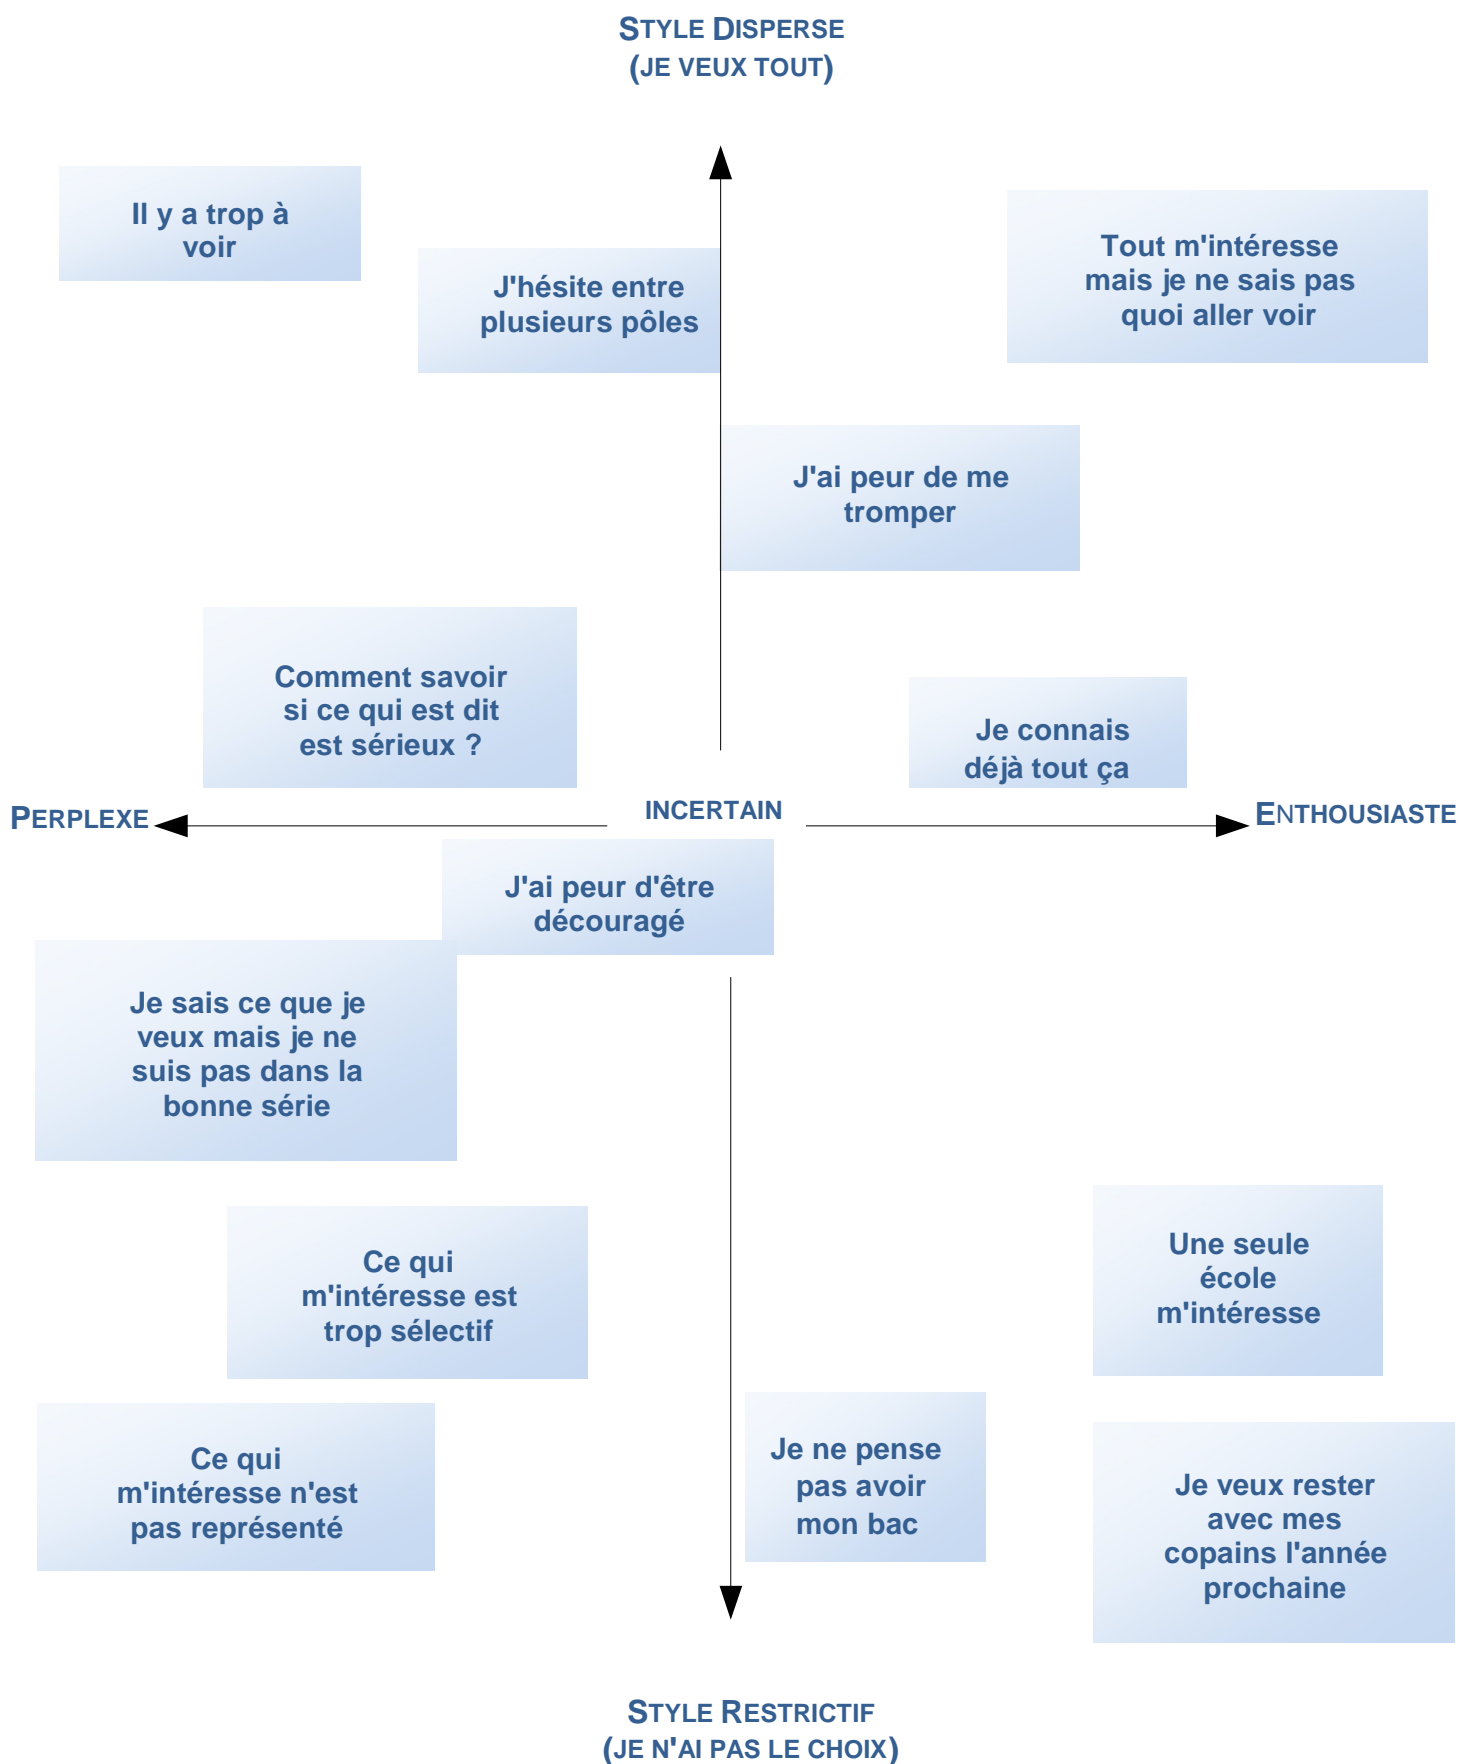 STYLE DISPERSE
(JE VEUX TOUT)
Il y a trop à
voir
J'hésite entre
plusieurs pôles
Tout m'intéresse
mais je ne sais pas
quoi aller voir
J'ai peur de me
tromper
Comment savoir
si ce qui est dit
est sérieux ?
Je connais
déjà tout ça
PERPLEXE
INCERTAIN
ENTHOUSIASTE
J'ai peur d'être
découragé
Je sais ce que je
veux mais je ne
suis pas dans la
bonne série
Ce qui
m'intéresse est
trop sélectif
Une seule
école
m'intéresse
Ce qui
m'intéresse n'est
pas représenté
Je ne pense
pas avoir
mon bac
Je veux rester
avec mes
copains l'année
prochaine
STYLE RESTRICTIF
(JE N'AI PAS LE CHOIX)